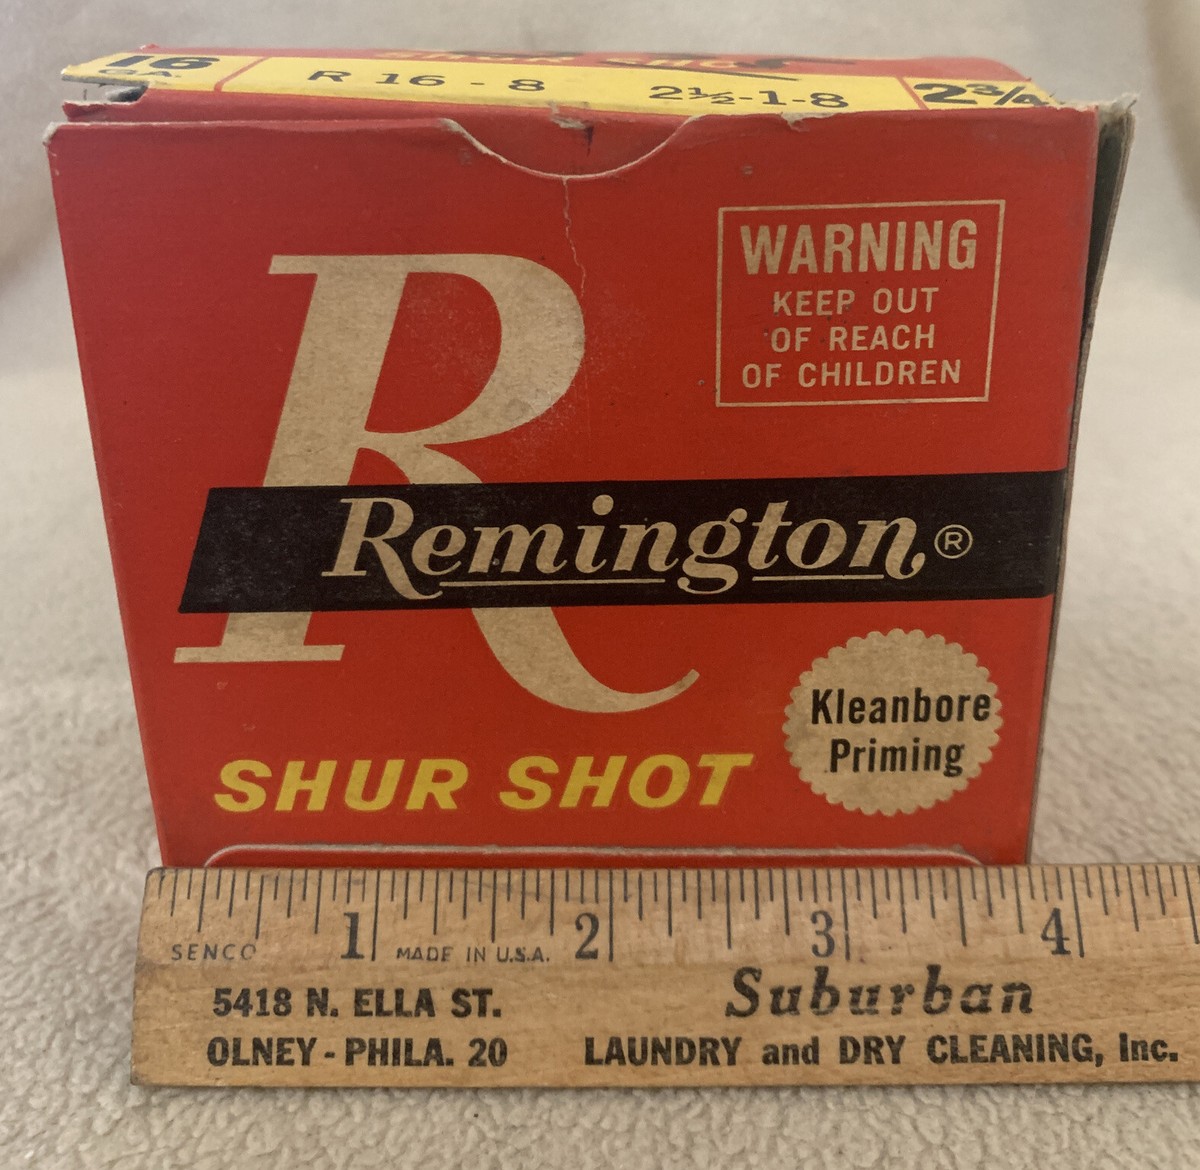 SHUR SHOT
16 GA.
R 16 - 8
2½-1-8
2¾
WARNING
KEEP OUT
OF REACH
OF CHILDREN
R
Remington®
Kleanbore
Priming
SHUR SHOT
1 2 3 4
SENCO MADE IN U.S.A.
5418 N. ELLA ST.
OLNEY - PHILA. 20
Suburban
LAUNDRY and DRY CLEANING, Inc.